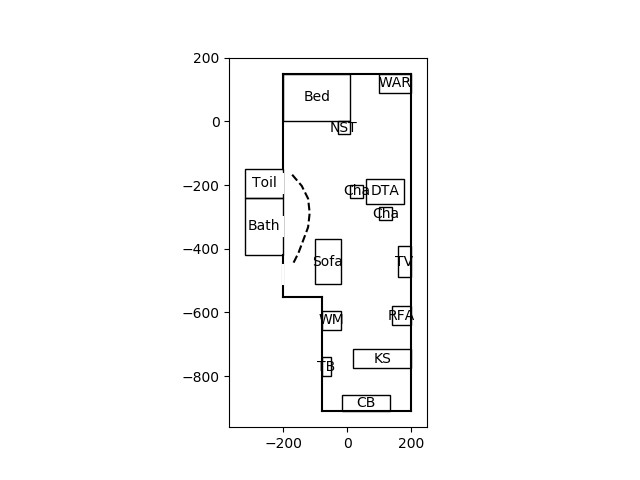 200
WAR
Bed
0
NST
Toil
-200
Cha
DTA
Cha
Bath
-400
Sofa
TV
-600
RFA
WM
KS
TB
-800
CB
-200
0
200